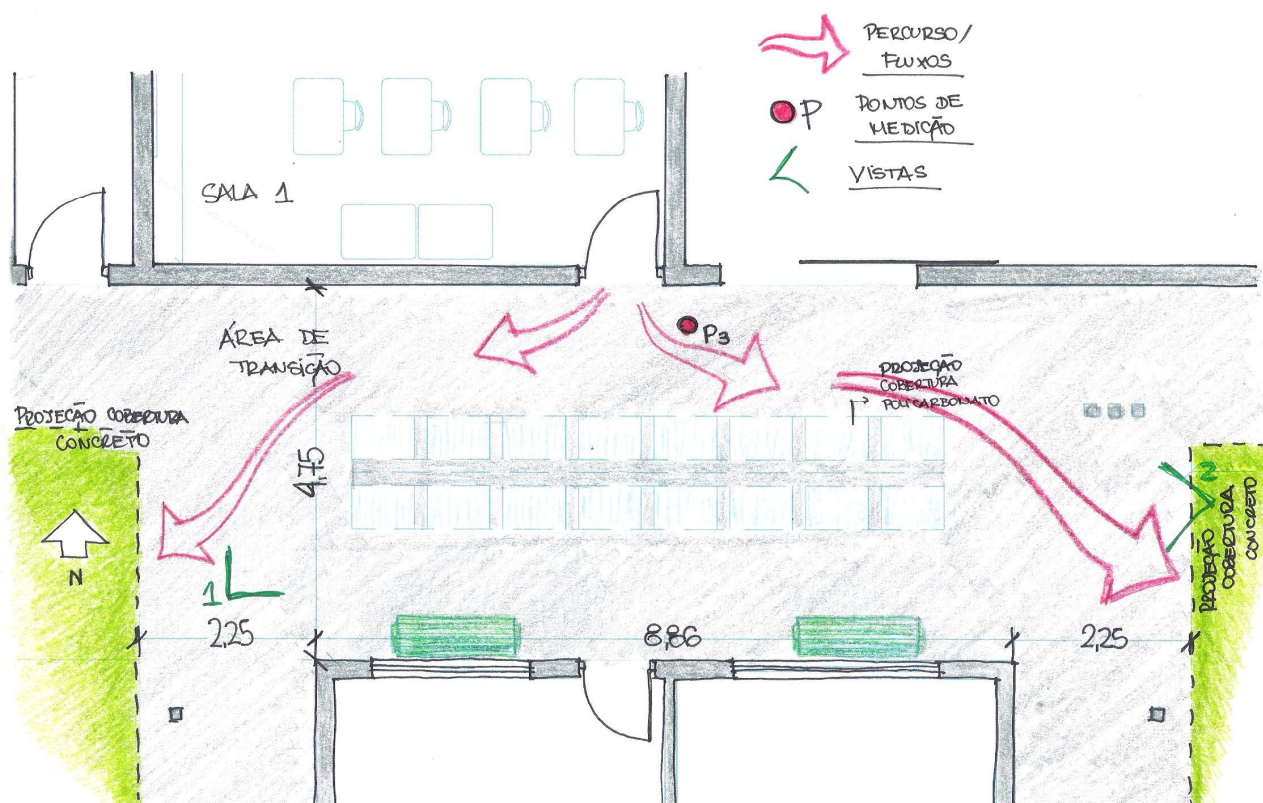 PERCURSO/
FLUXOS
P
PONTOS DE
MEDIÇÃO
VISTAS
SALA 1
ÁREA DE
TRANSIÇÃO
P3
PROJEÇÃO
COBERTURA
POLICARBONATO
PROJEÇÃO COBERTURA
CONCRETO
4,75
N
1
2
PROJEÇÃO
COBERTURA
CONCRETO
2,25
8,86
2,25